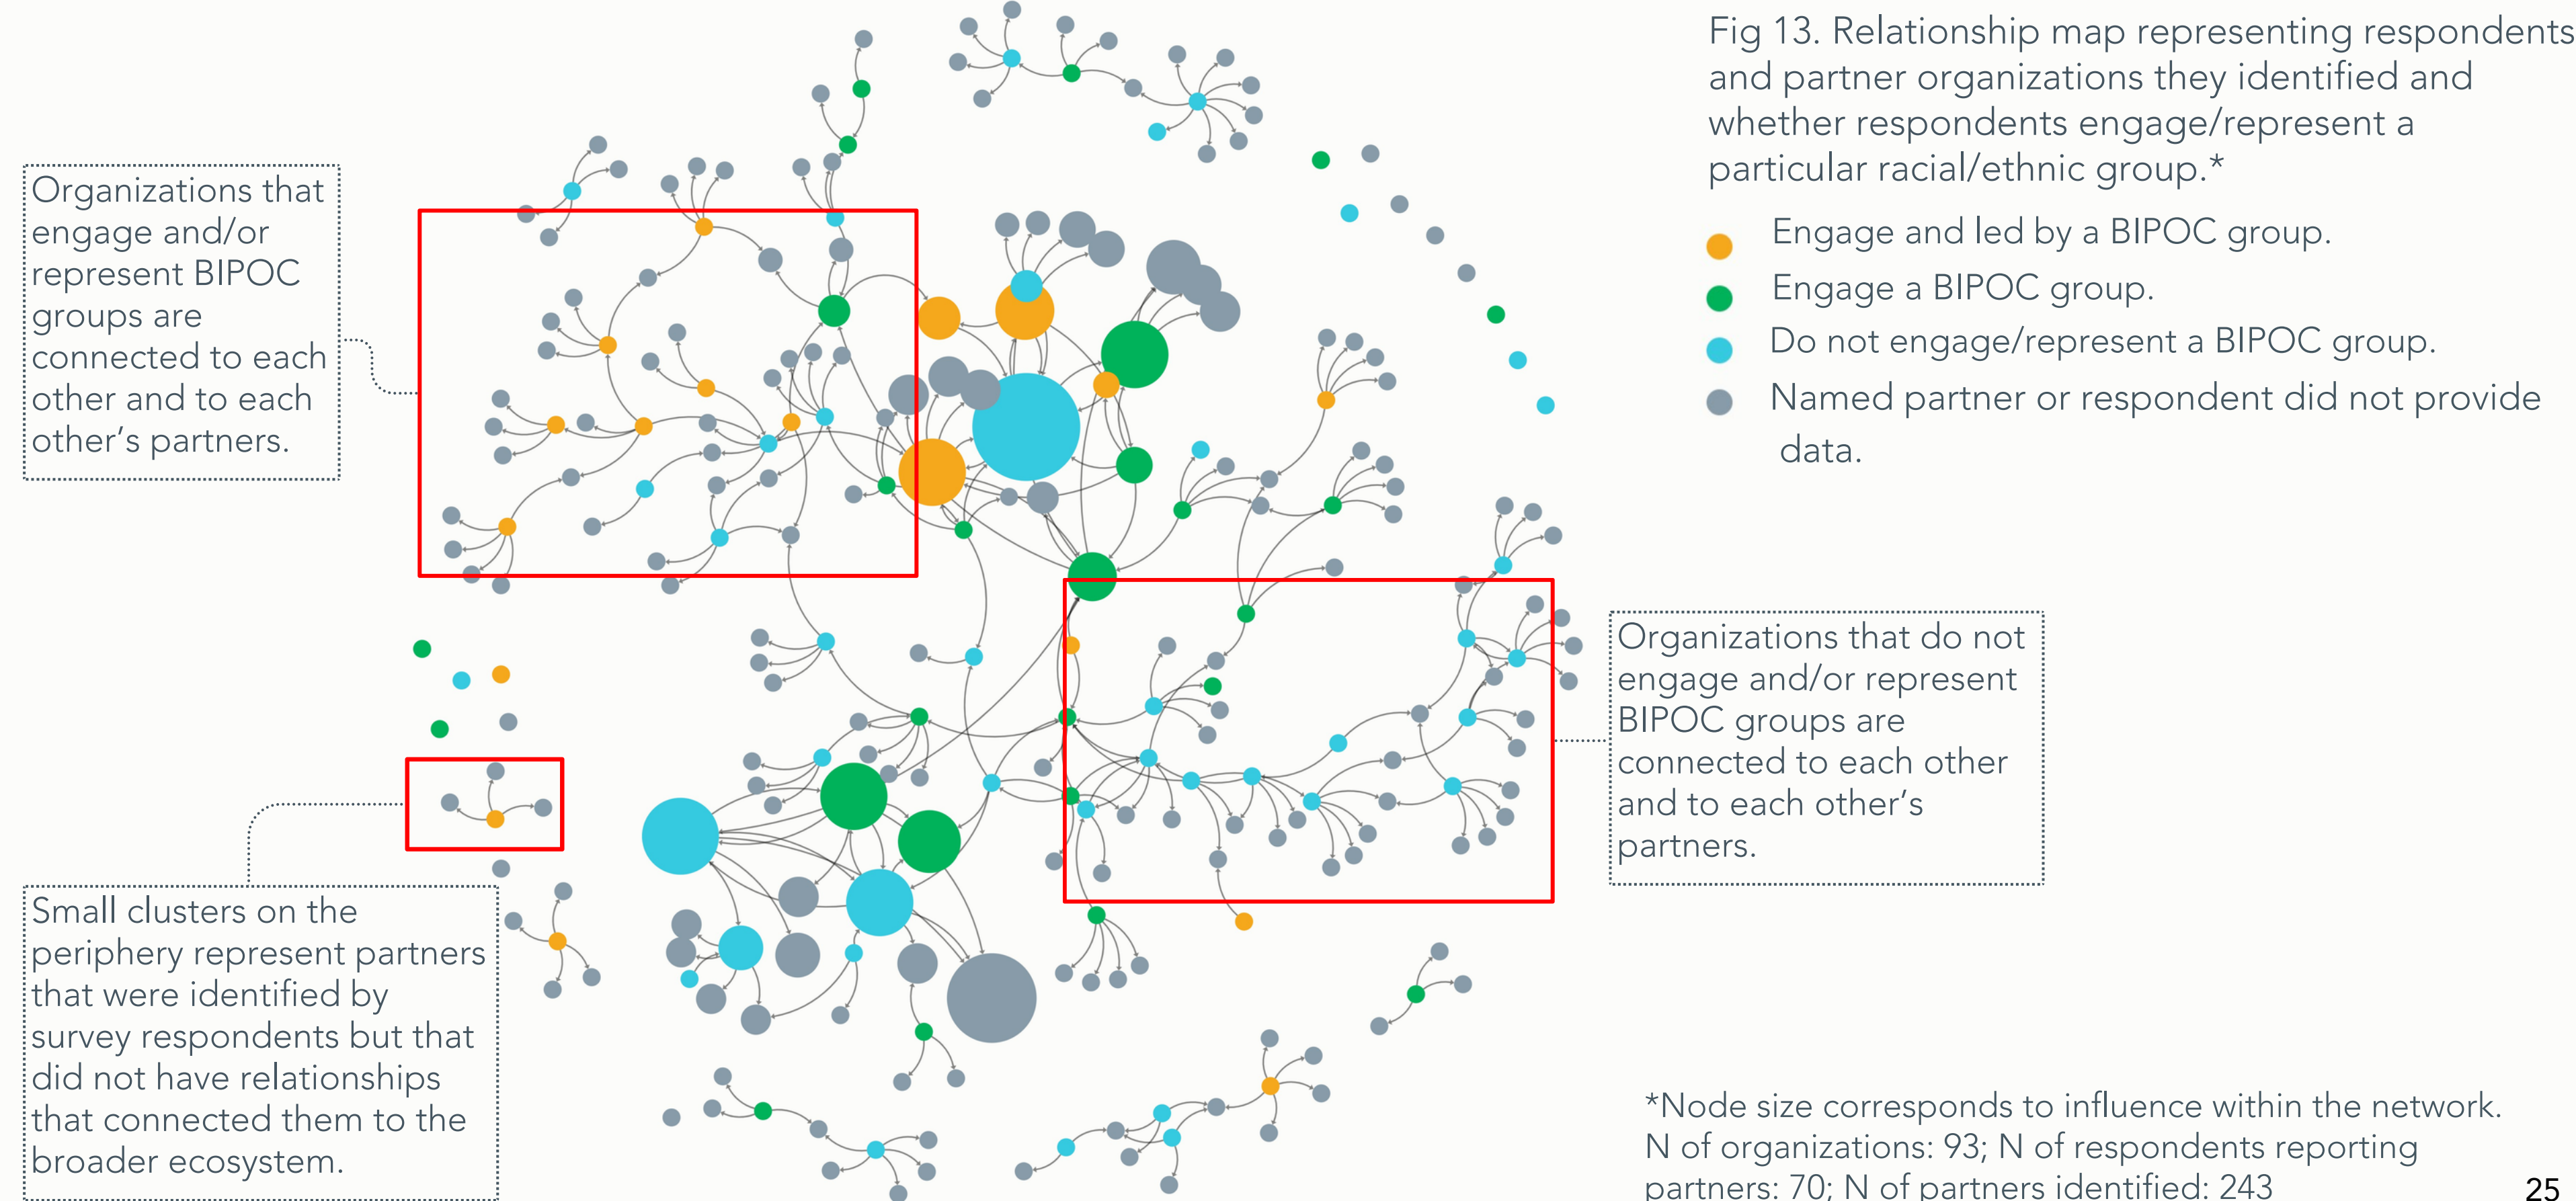 Fig 13. Relationship map representing respondents
and partner organizations they identified and
whether respondents engage/represent a
particular racial/ethnic group.*
Engage and led by a BIPOC group.
Engage a BIPOC group.
Do not engage/represent a BIPOC group.
Named partner or respondent did not provide
data.
Organizations that
engage and/or
represent BIPOC
groups are
connected to each
other and to each
other's partners.
Organizations that do not
engage and/or represent
BIPOC groups are
connected to each other
and to each other's
partners.
Small clusters on the
periphery represent partners
that were identified by
survey respondents but that
did not have relationships
that connected them to the
broader ecosystem.
*Node size corresponds to influence within the network.
N of organizations: 93; N of respondents reporting
partners: 70; N of partners identified: 243
25